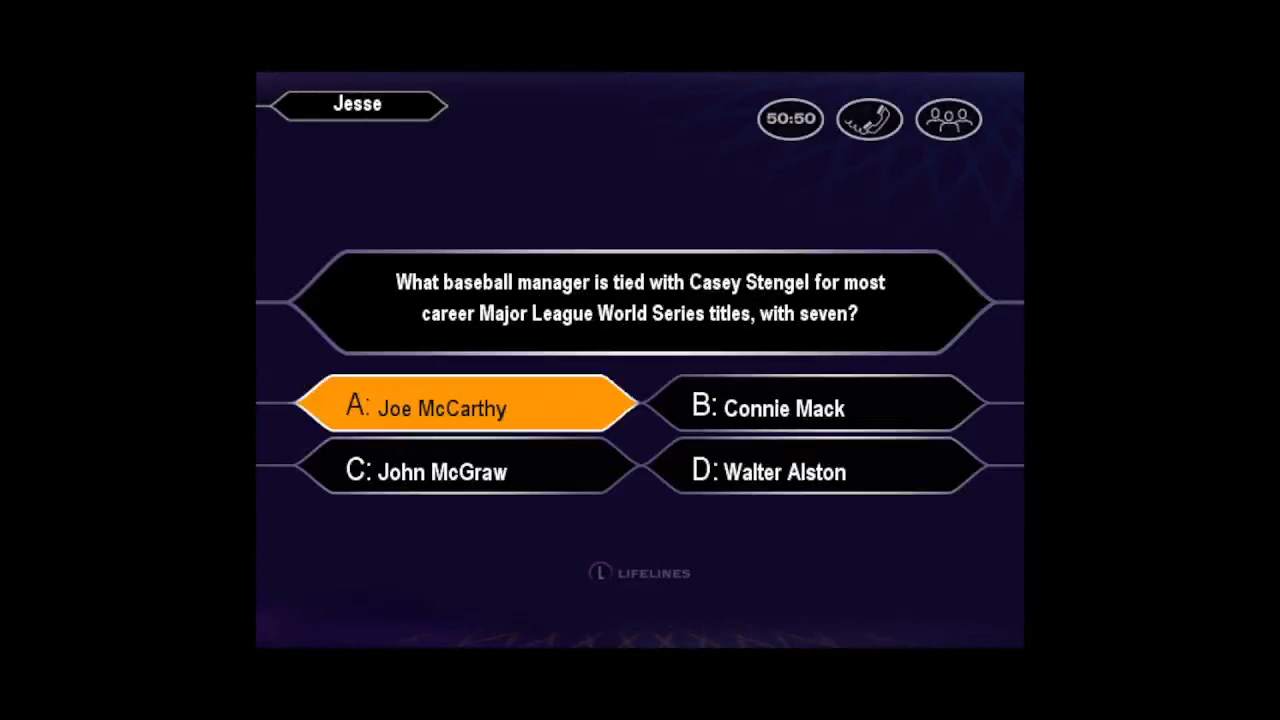 Jesse
50:50
What baseball manager is tied with Casey Stengel for most
career Major League World Series titles, with seven?
A: Joe McCarthy
B: Connie Mack
C: John McGraw
D: Walter Alston
L LIFELINES